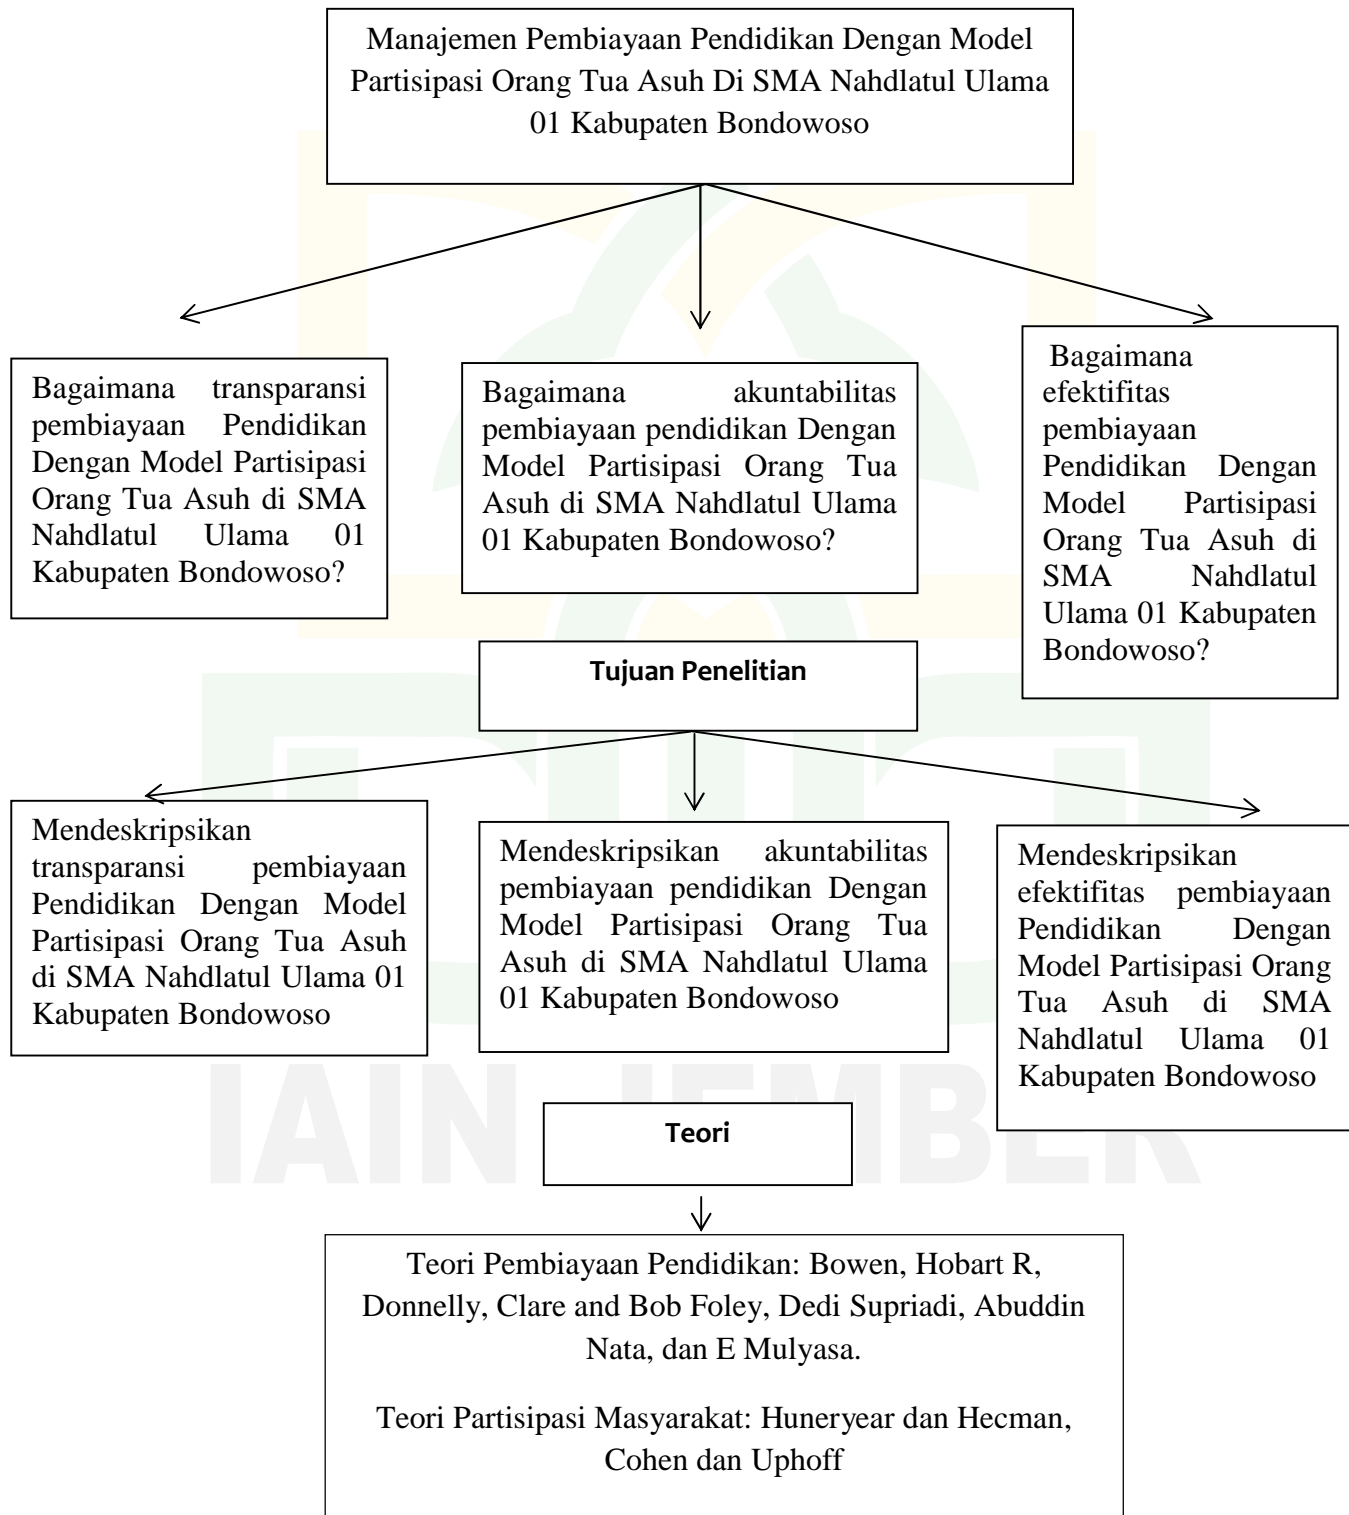 Manajemen Pembiayaan Pendidikan Dengan Model
Partisipasi Orang Tua Asuh Di SMA Nahdlatul Ulama
01 Kabupaten Bondowoso
Bagaimana transparansi
pembiayaan Pendidikan
Dengan Model Partisipasi
Orang Tua Asuh di SMA
Nahdlatul Ulama 01
Kabupaten Bondowoso?
Bagaimana akuntabilitas
pembiayaan pendidikan Dengan
Model Partisipasi Orang Tua
Asuh di SMA Nahdlatul Ulama
01 Kabupaten Bondowoso?
Bagaimana
efektifitas
pembiayaan
Pendidikan Dengan
Model Partisipasi
Orang Tua Asuh di
SMA Nahdlatul
Ulama 01 Kabupaten
Bondowoso?
Tujuan Penelitian
Mendeskripsikan
transparansi pembiayaan
Pendidikan Dengan Model
Partisipasi Orang Tua Asuh
di SMA Nahdlatul Ulama 01
Kabupaten Bondowoso
Mendeskripsikan akuntabilitas
pembiayaan pendidikan Dengan
Model Partisipasi Orang Tua
Asuh di SMA Nahdlatul Ulama
01 Kabupaten Bondowoso
Mendeskripsikan
efektifitas pembiayaan
Pendidikan Dengan
Model Partisipasi Orang
Tua Asuh di SMA
Nahdlatul Ulama 01
Kabupaten Bondowoso
IAIN JEMBER
Teori
Teori Pembiayaan Pendidikan: Bowen, Hobart R,
Donnelly, Clare and Bob Foley, Dedi Supriadi, Abuddin
Nata, dan E Mulyasa.
Teori Partisipasi Masyarakat: Huneryear dan Hecman,
Cohen dan Uphoff